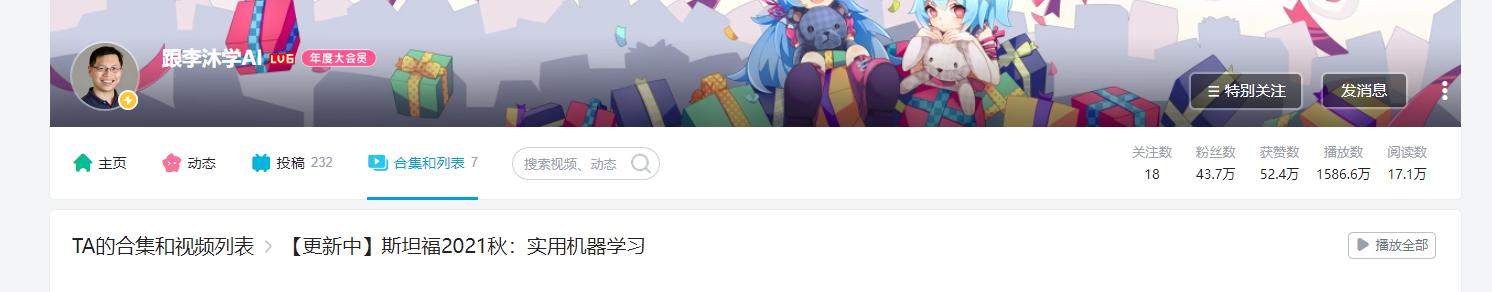 跟李沐学AI LV6 年度大会员
特别关注 发消息
主页 动态 投稿 232 合集和列表 7 搜索视频、动态
关注数 粉丝数 获赞数 播放数 阅读数
18 43.7万 52.4万 1586.6万 17.1万
TA的合集和视频列表 > 【更新中】斯坦福2021秋：实用机器学习 播放全部